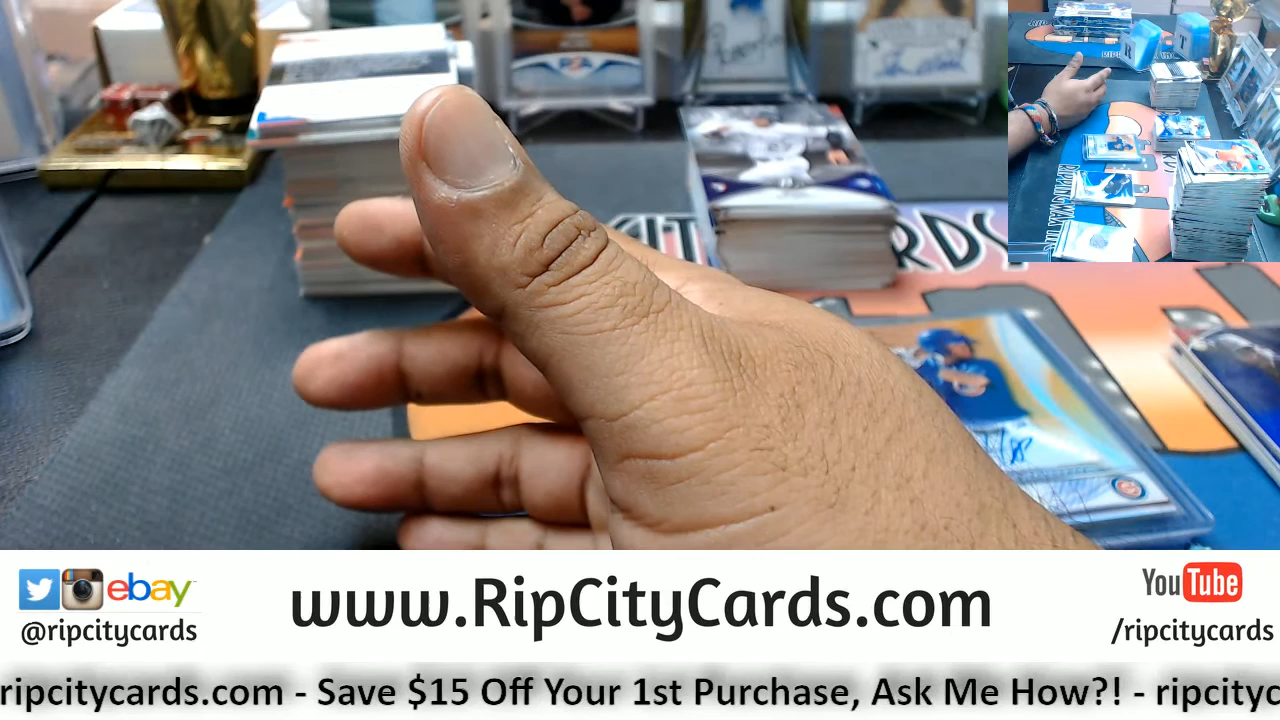 RDS
ebay
@ripcitycards
www.RipCityCards.com
YouTube
/ripcitycards
ripcitycards.com - Save $15 Off Your 1st Purchase, Ask Me How?! - ripcityc